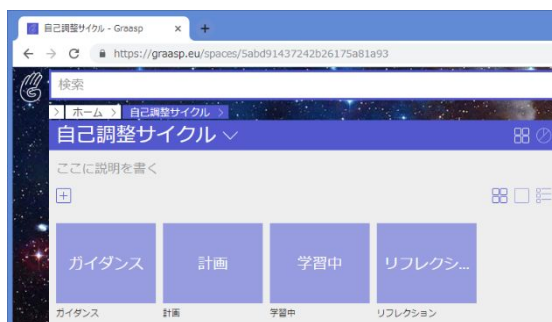 自己調整サイクル - Graasp
https://graasp.eu/spaces/5abd91437242b26175a81a93
検索
ホーム > 自己調整サイクル >
自己調整サイクル
ここに説明を書く
ガイダンス 計画 学習中 リフレクシ...
ガイダンス 計画 学習中 リフレクション